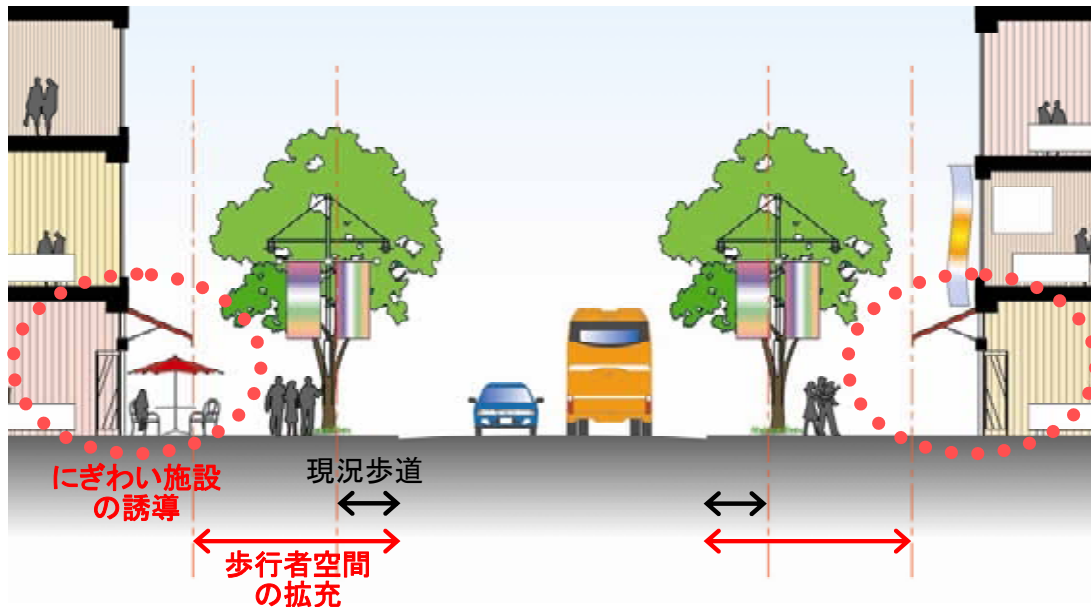 現況歩道
にぎわい施設
の誘導
歩行者空間
の拡充